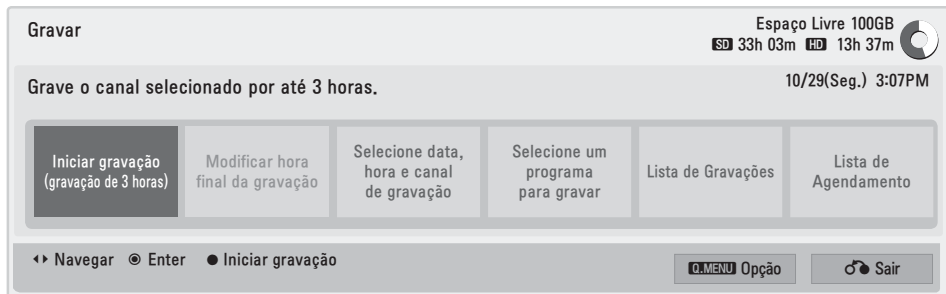 Gravar
Espaço Livre 100GB
SD 33h 03m HD 13h 37m
Grave o canal selecionado por até 3 horas.
10/29(Seg.) 3:07PM
Iniciar gravação
(gravação de 3 horas)
Modificar hora
final da gravação
Selecione data,
hora e canal
de gravação
Selecione um
programa
para gravar
Lista de Gravações
Lista de
Agendamento
Navegar Enter Iniciar gravação
Q.MENU Opção
Sair